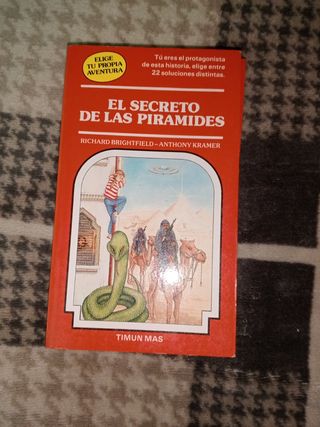 ELIGE
TU PROPIA
AVENTURA
Tú eres el protagonista
de esta historia, elige entre
22 soluciones distintas.
EL SECRETO
DE LAS PIRAMIDES
RICHARD BRIGHTFIELD – ANTHONY KRAMER
TIMUN MAS